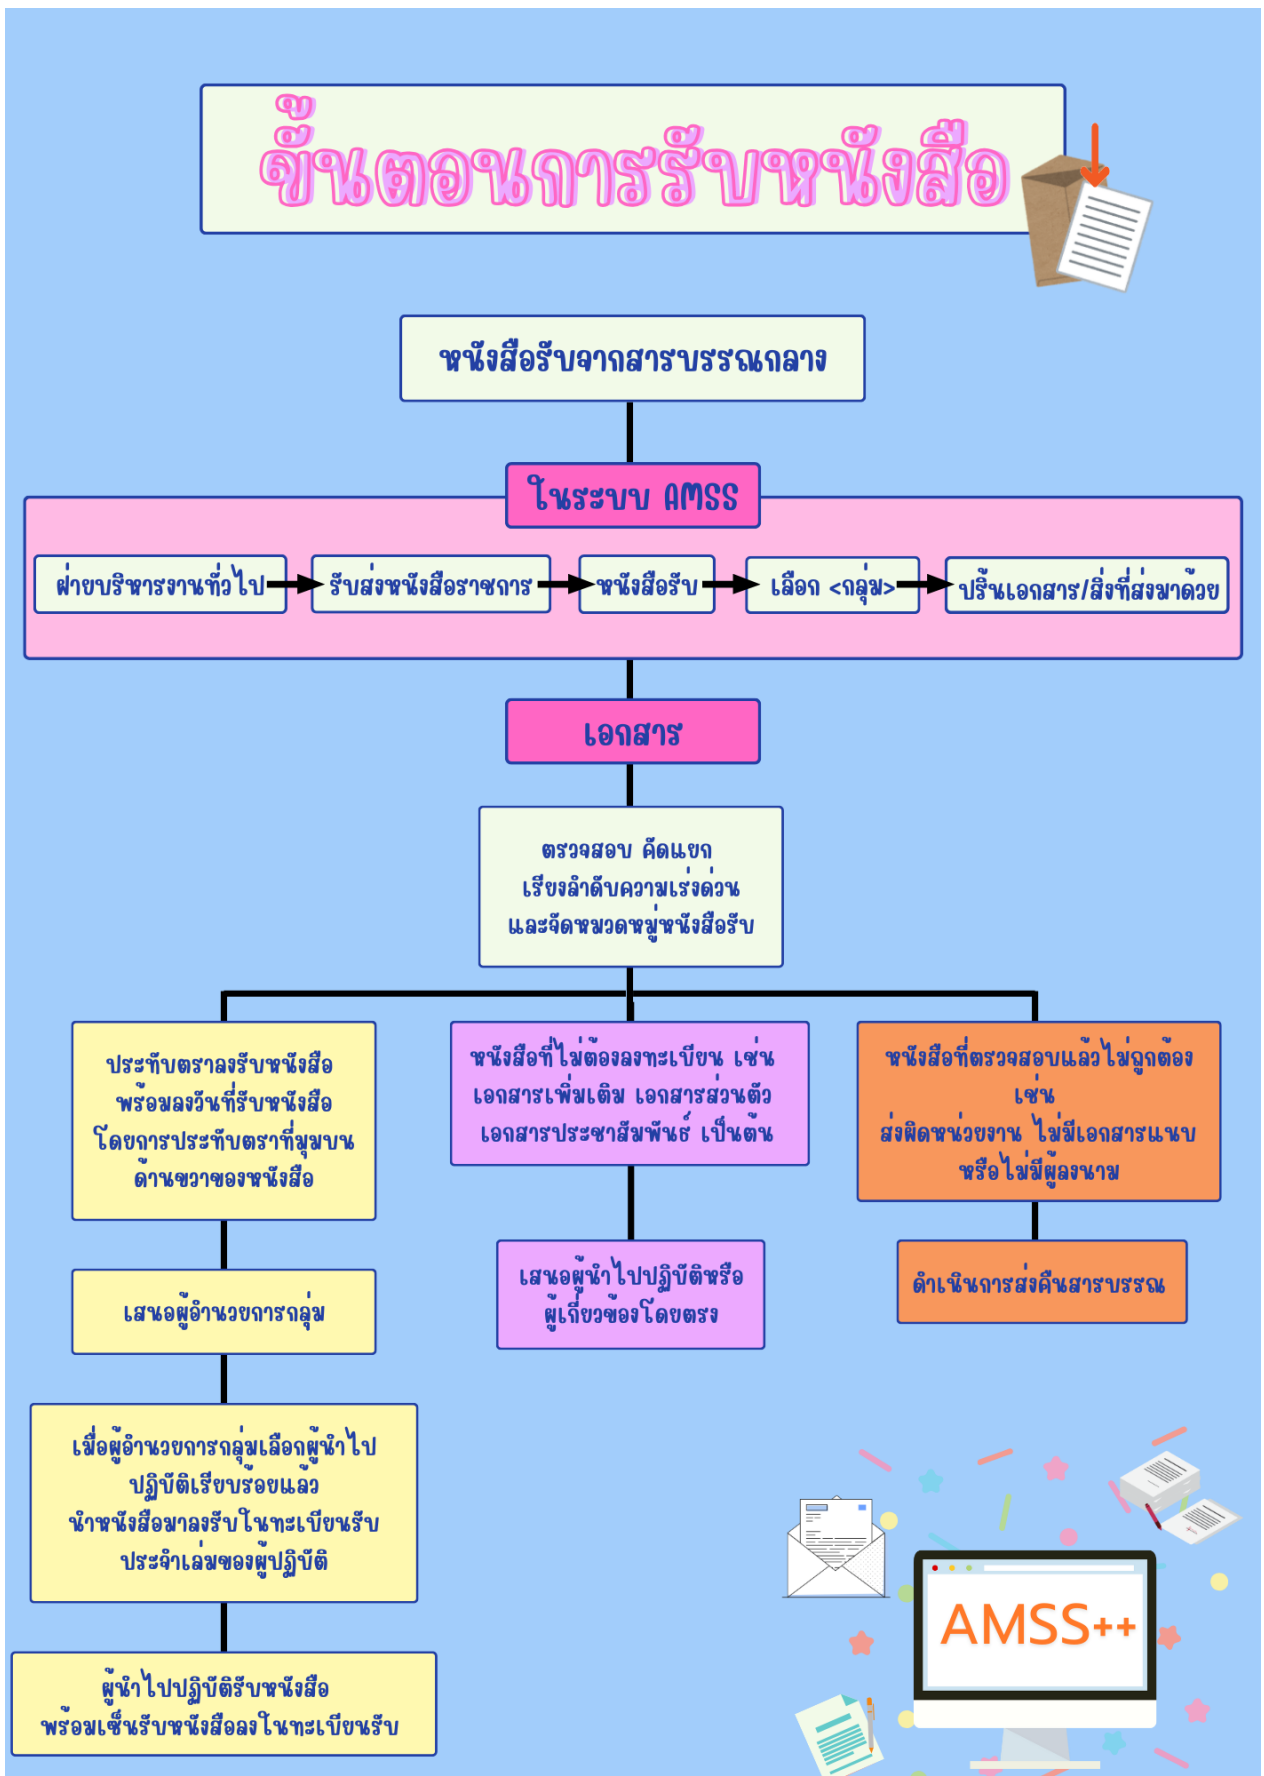 ขั้นตอนการรับหนังสือ
หนังสือรับจากสารบรรณกลาง
ในระบบ AMSS
ฝ่ายบริหารงานทั่วไป
รับส่งหนังสือราชการ
หนังสือรับ
เลือก <กลุ่ม>
ปริ้นเอกสาร/สิ่งที่ส่งมาด้วย
เอกสาร
ตรวจสอบ คัดแยก
เรียงลำดับความเร่งด่วน
และจัดหมวดหมู่หนังสือรับ
ประทับตราลงรับหนังสือ
พร้อมลงวันที่รับหนังสือ
โดยการประทับตราที่มุมบน
ด้านขวาของหนังสือ
หนังสือที่ไม่ต้องลงทะเบียน เช่น
เอกสารเพิ่มเติม เอกสารส่วนตัว
เอกสารประชาสัมพันธ์ เป็นต้น
หนังสือที่ตรวจสอบแล้วไม่ถูกต้อง
เช่น
ส่งผิดหน่วยงาน ไม่มีเอกสารแนบ
หรือไม่มีผู้ลงนาม
เสนอผู้อำนวยการกลุ่ม
เสนอผู้นำไปปฏิบัติหรือ
ผู้เกี่ยวข้องโดยตรง
ดำเนินการส่งคืนสารบรรณ
เมื่อผู้อำนวยการกลุ่มเลือกผู้นำไป
ปฏิบัติเรียบร้อยแล้ว
นำหนังสือมาลงรับในทะเบียนรับ
ประจำเล่มของผู้ปฏิบัติ
ผู้นำไปปฏิบัติรับหนังสือ
พร้อมเซ็นรับหนังสือลงในทะเบียนรับ
AMSS++